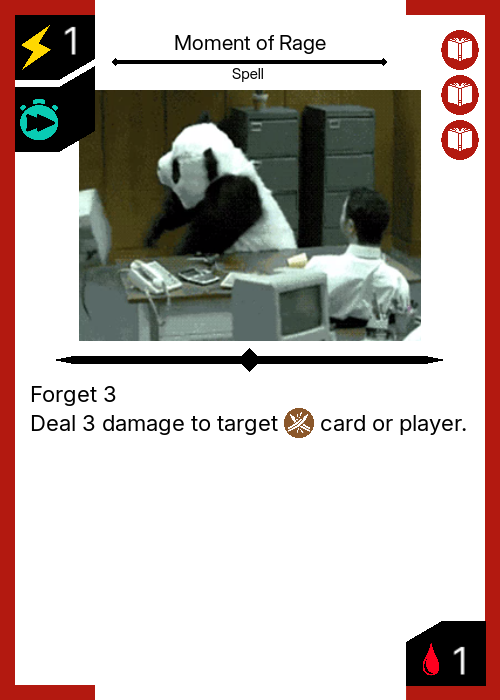 1
Moment of Rage
Spell
Forget 3
Deal 3 damage to target card or player.
1